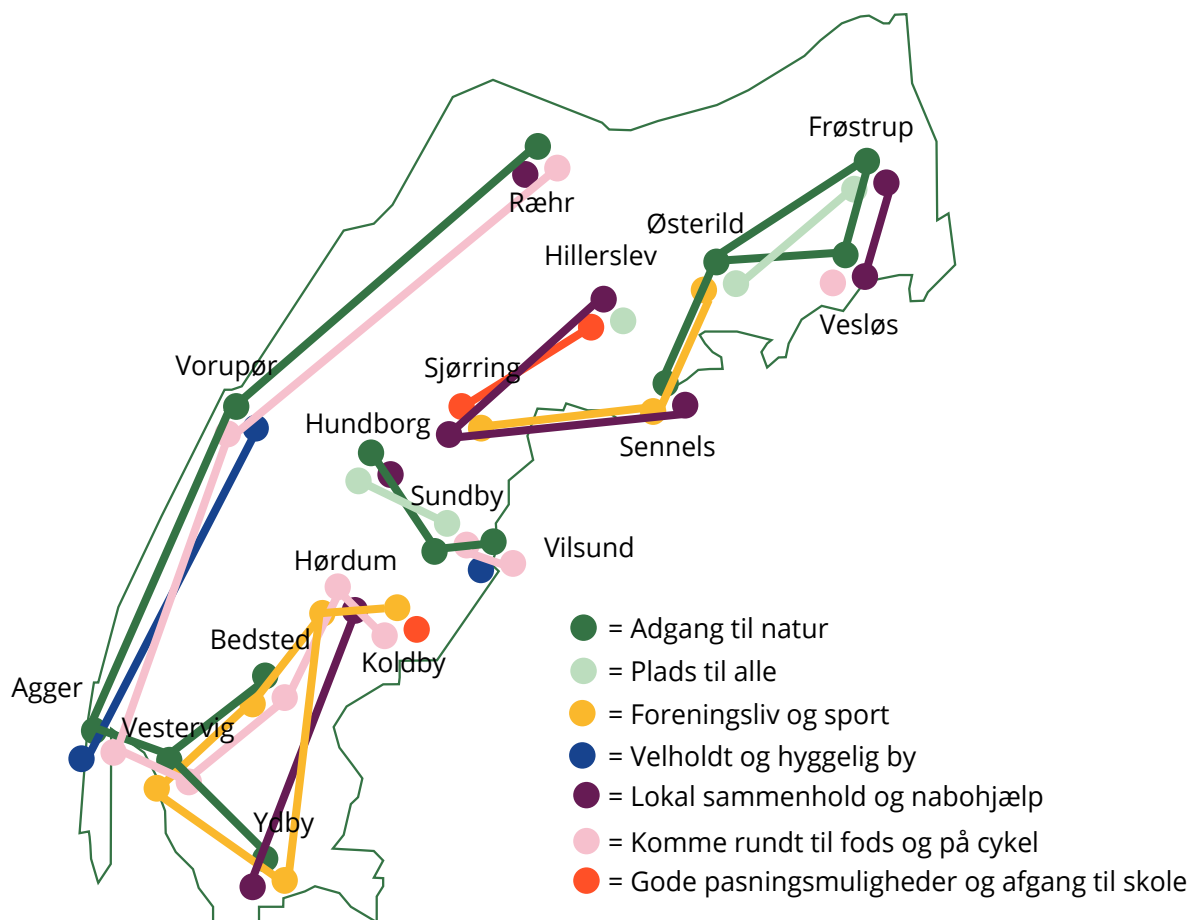 Frøstrup
Ræhr
Østerild
Hillerslev
Vesløs
Vorupør
Sjørring
Hundborg
Sennels
Sundby
Vilsund
Hørdum
Bedsted
Koldby
Agger
Vestervig
Ydby
= Adgang til natur
= Plads til alle
= Foreningsliv og sport
= Velholdt og hyggelig by
= Lokal sammenhold og nabohjælp
= Komme rundt til fods og på cykel
= Gode pasningsmuligheder og afgang til skole